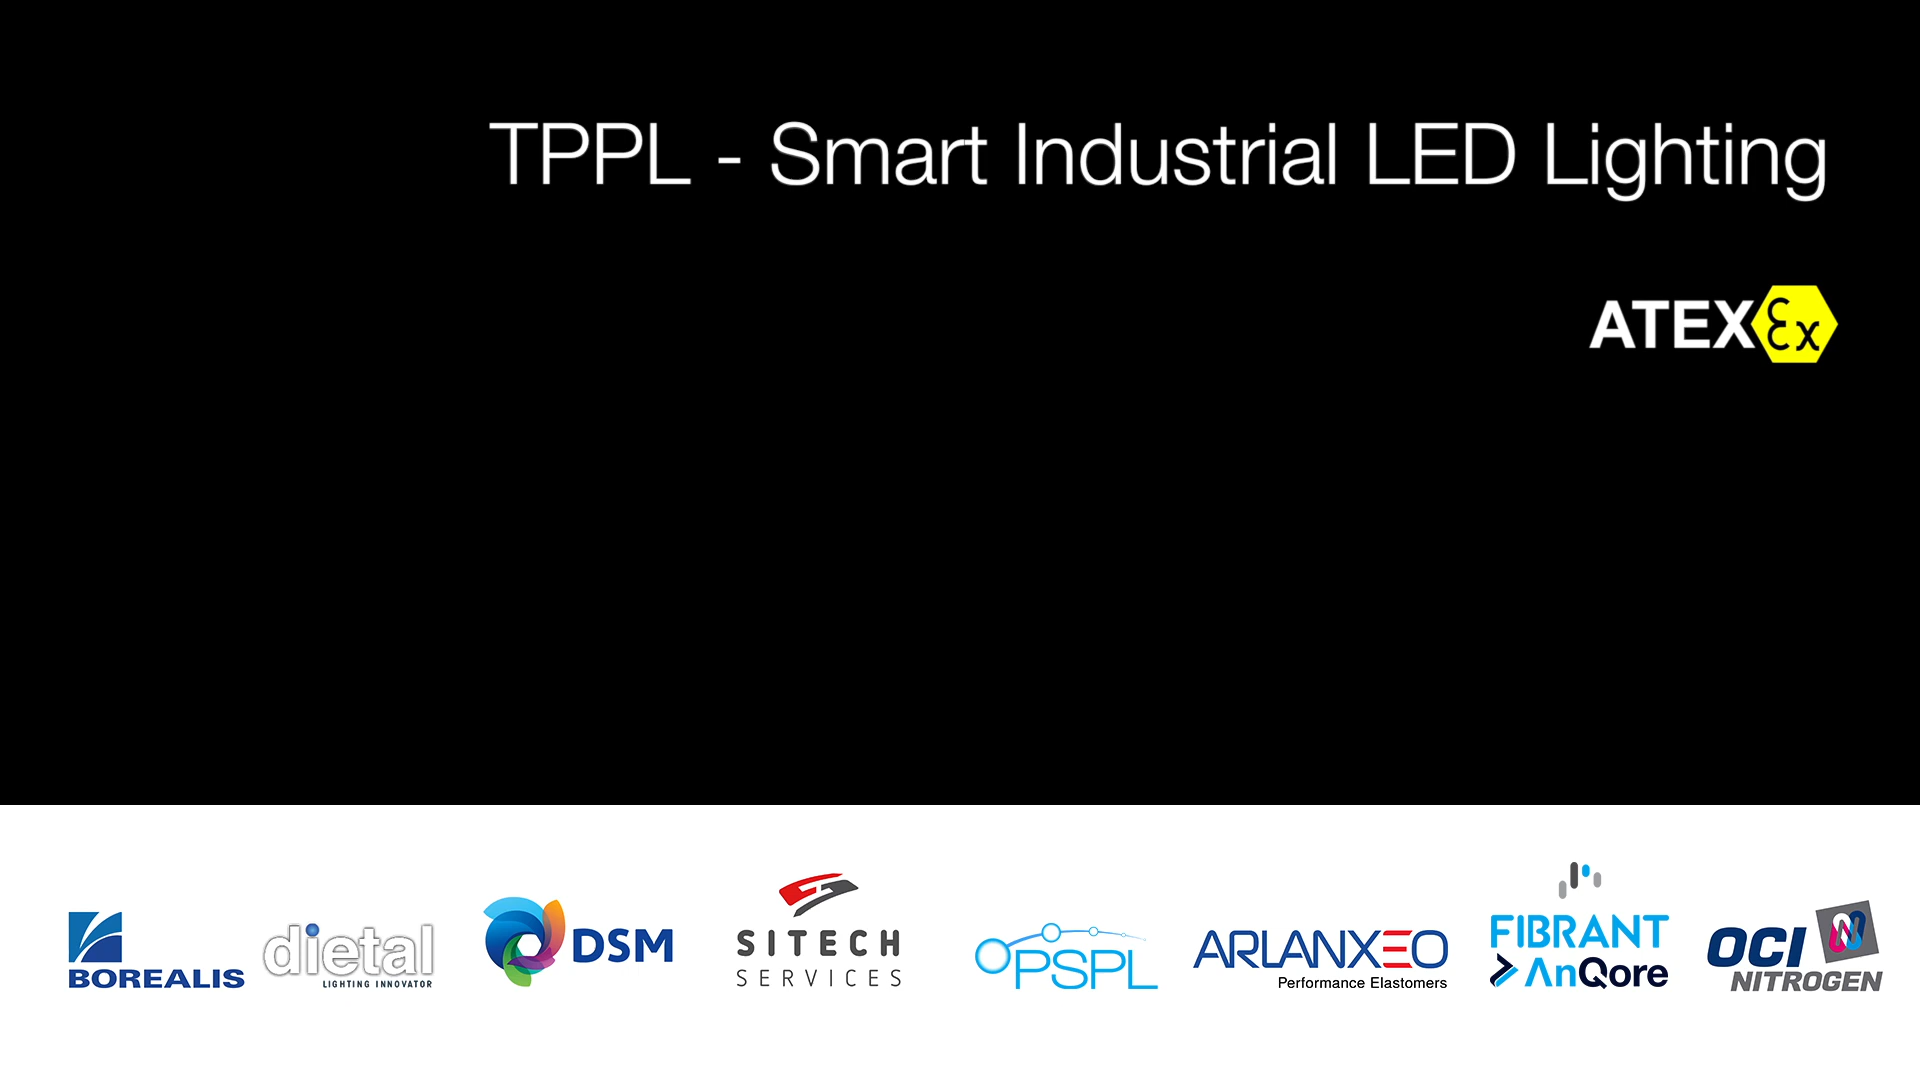 TPPL - Smart Industrial LED Lighting
ATEX Ex
BOREALIS
dietal
LIGHTING INNOVATOR
DSM
SITECH
SERVICES
PSPL
ARLANXEO
Performance Elastomers
FIBRANT
AnQore
OCI
NITROGEN